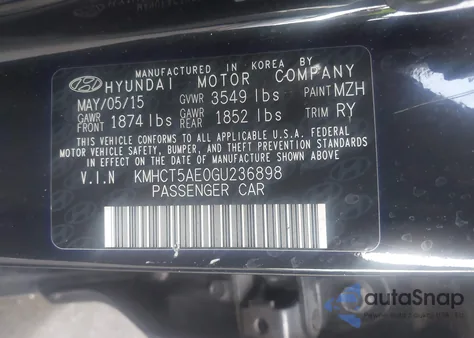 MANUFACTURED IN KOREA BY
HYUNDAI MOTOR COMPANY
MAY/05/15 GVWR 3549 lbs PAINT MZH
GAWR FRONT 1874 lbs GAWR REAR 1852 lbs TRIM RY
THIS VEHICLE CONFORMS TO ALL APPLICABLE U.S.A. FEDERAL
MOTOR VEHICLE SAFETY, BUMPER, AND THEFT PREVENTION STANDARDS
IN EFFECT ON THE DATE OF MANUFACTURE SHOWN ABOVE.
V.I.N KMHCT5AE0GU236898
PASSENGER CAR
autoSnap